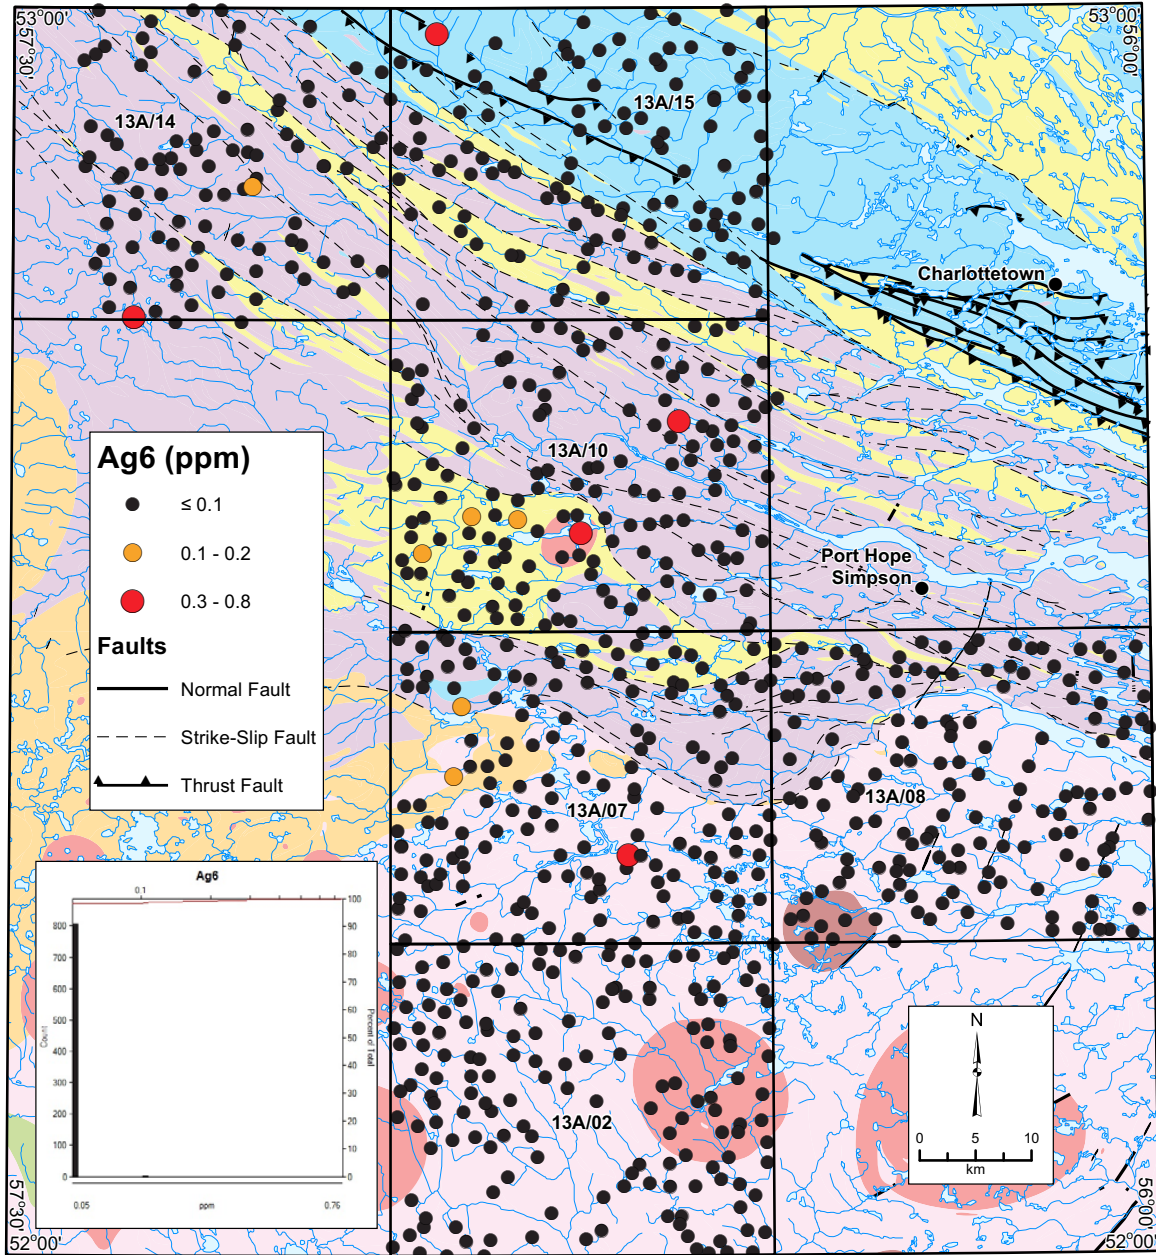 53°00'
57°30'
53°00'
56°00'
13A/15
13A/14
Charlottetown
13A/10
Ag6 (ppm)
≤ 0.1
0.1 - 0.2
0.3 - 0.8
Faults
Normal Fault
Strike-Slip Fault
Thrust Fault
Port Hope
Simpson
13A/07
13A/08
Ag6
0.1
100
90
80
70
60
50
40
30
20
10
0
800
700
600
500
400
300
200
100
0
Count
Percent of Total
0.05
ppm
0.76
13A/02
N
0 5 10
km
57°30'
52°00'
56°00'
52°00'